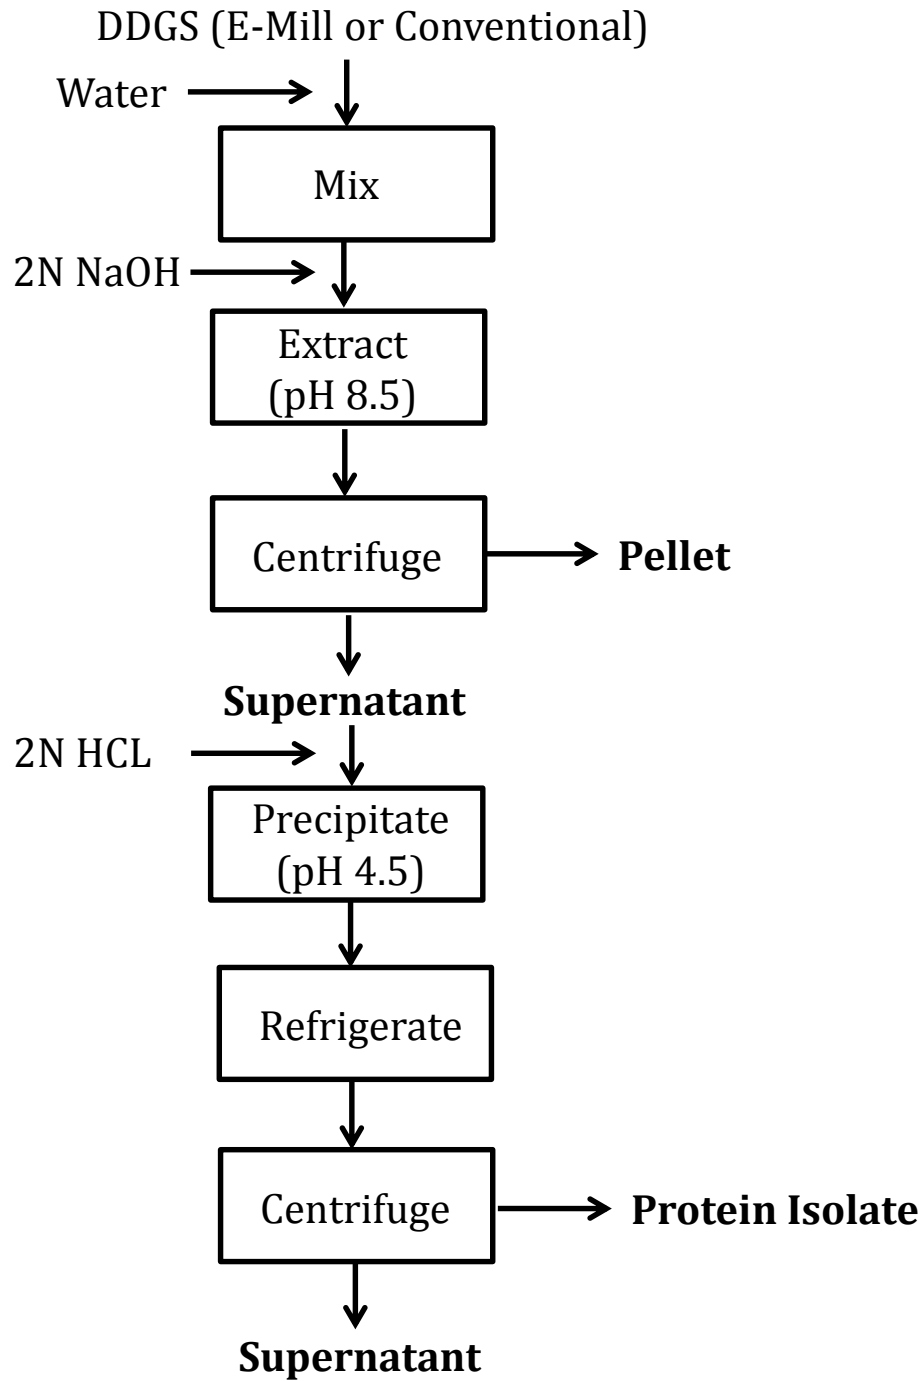 DDGS (E-Mill or Conventional)
Water
Mix
2N NaOH
Extract
(pH 8.5)
Centrifuge
Pellet
Supernatant
2N HCL
Precipitate
(pH 4.5)
Refrigerate
Centrifuge
Protein Isolate
Supernatant